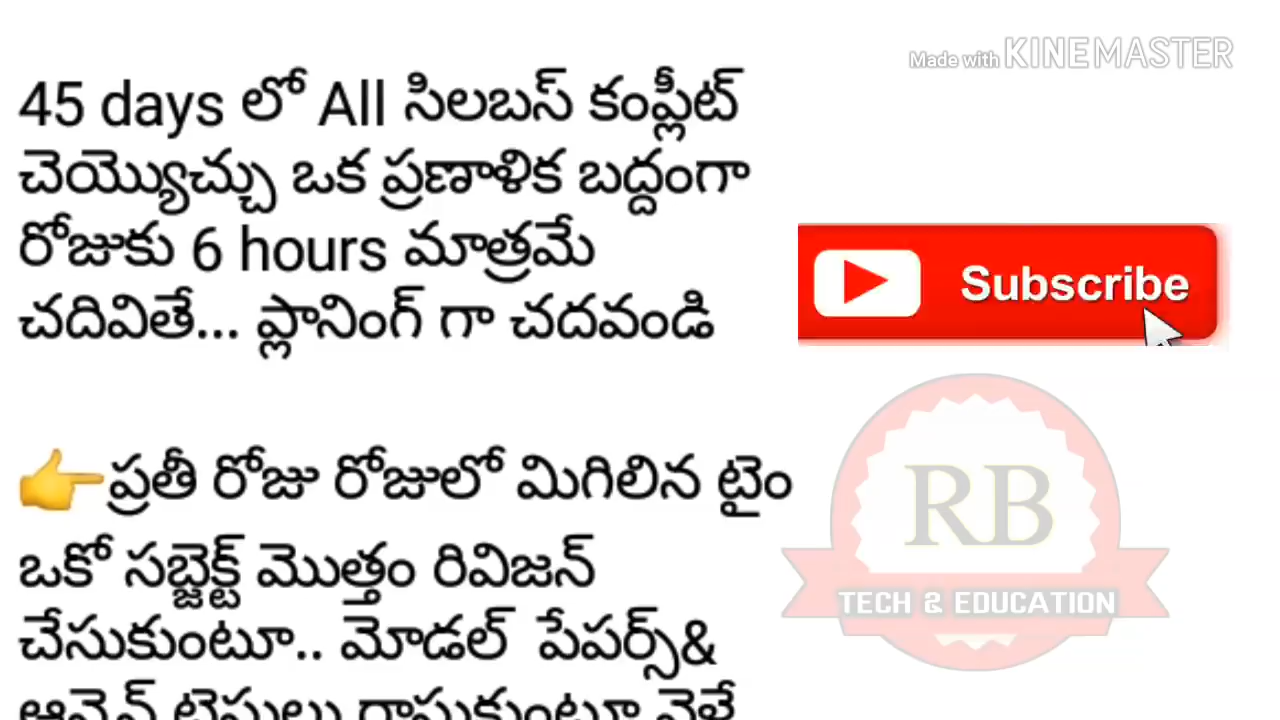 Made with KINEMASTER
45 days లో All సిలబస్ కంప్లీట్
చెయ్యొచ్చు ఒక ప్రణాళిక బద్దంగా
రోజుకు 6 hours మాత్రమే
చదివితే... ప్లానింగ్ గా చదవండి
Subscribe
👉ప్రతీ రోజు రోజులో మిగిలిన టైం
ఒకో సబ్జెక్ట్ మొత్తం రివిజన్
చేసుకుంటూ.. మోడల్ పేపర్స్&
RB
TECH & EDUCATION